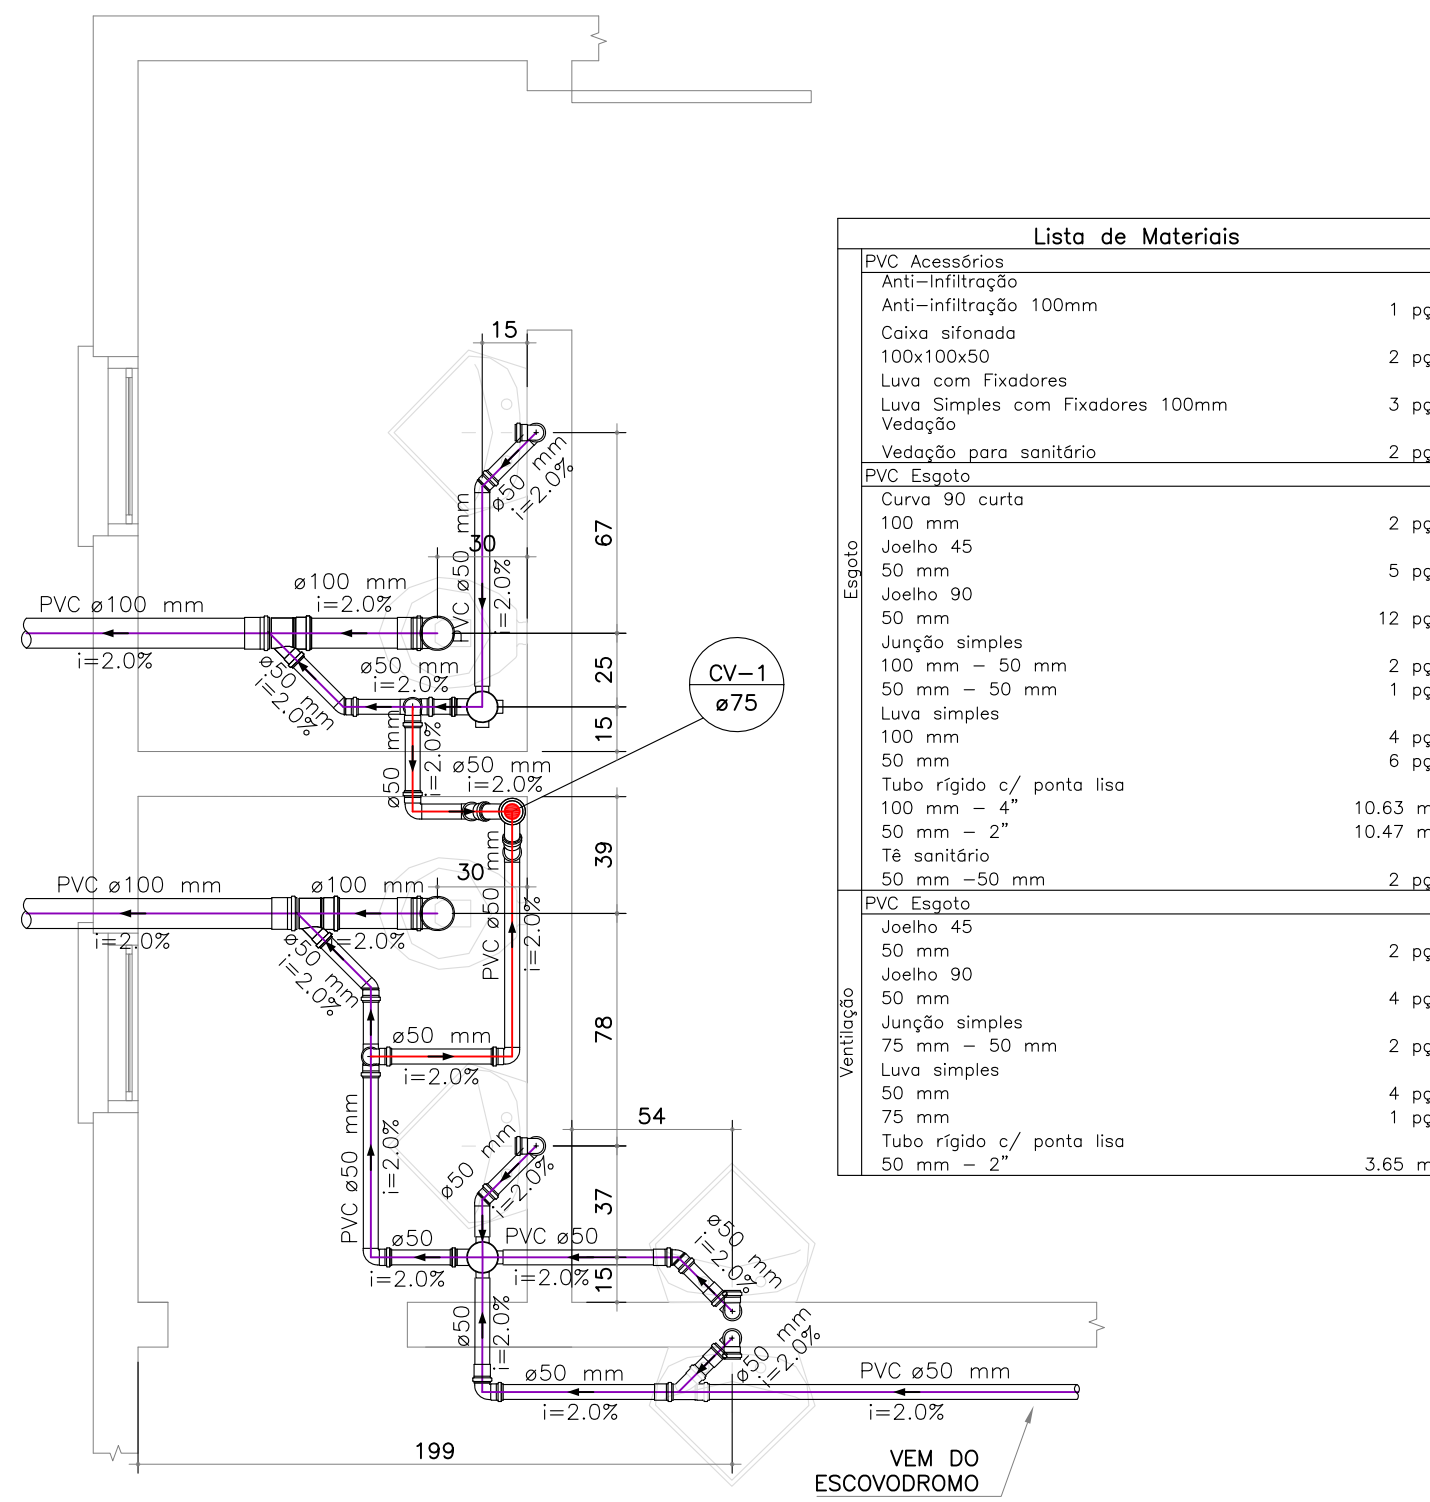 15
ø50 mm
i=2.0%
67
PVC ø50 mm
i=2.0%
30
ø100 mm
i=2.0%
PVC ø100 mm
i=2.0%
ø50 mm
i=2.0%
ø50 mm
i=2.0%
25
15
ø50 mm
i=2.0%
ø50 mm
i=2.0%
CV-1
ø75
39
30
PVC ø50 mm
i=2.0%
PVC ø100 mm
i=2.0%
ø100 mm
i=2.0%
ø50 mm
i=2.0%
78
ø50 mm
i=2.0%
PVC ø50 mm
i=2.0%
54
ø50 mm
i=2.0%
37
ø50
i=2.0%
PVC ø50
i=2.0%
ø50 mm
i=2.0%
15
ø50
i=2.0%
ø50 mm
i=2.0%
ø50 mm
i=2.0%
PVC ø50 mm
i=2.0%
199
VEM DO
ESCOVODROMO
Lista de Materiais
Esgoto
PVC Acessórios
Anti-Infiltração
Anti-infiltração 100mm 1 pç
Caixa sifonada
100x100x50 2 pç
Luva com Fixadores
Luva Simples com Fixadores 100mm 3 pç
Vedação
Vedação para sanitário 2 pç
PVC Esgoto
Curva 90 curta
100 mm 2 pç
Joelho 45
50 mm 5 pç
Joelho 90
50 mm 12 pç
Junção simples
100 mm - 50 mm 2 pç
50 mm - 50 mm 1 pç
Luva simples
100 mm 4 pç
50 mm 6 pç
Tubo rígido c/ ponta lisa
100 mm - 4" 10.63 m
50 mm - 2" 10.47 m
Tê sanitário
50 mm -50 mm 2 pç
Ventilação
PVC Esgoto
Joelho 45
50 mm 2 pç
Joelho 90
50 mm 4 pç
Junção simples
75 mm - 50 mm 2 pç
Luva simples
50 mm 4 pç
75 mm 1 pç
Tubo rígido c/ ponta lisa
50 mm - 2" 3.65 m